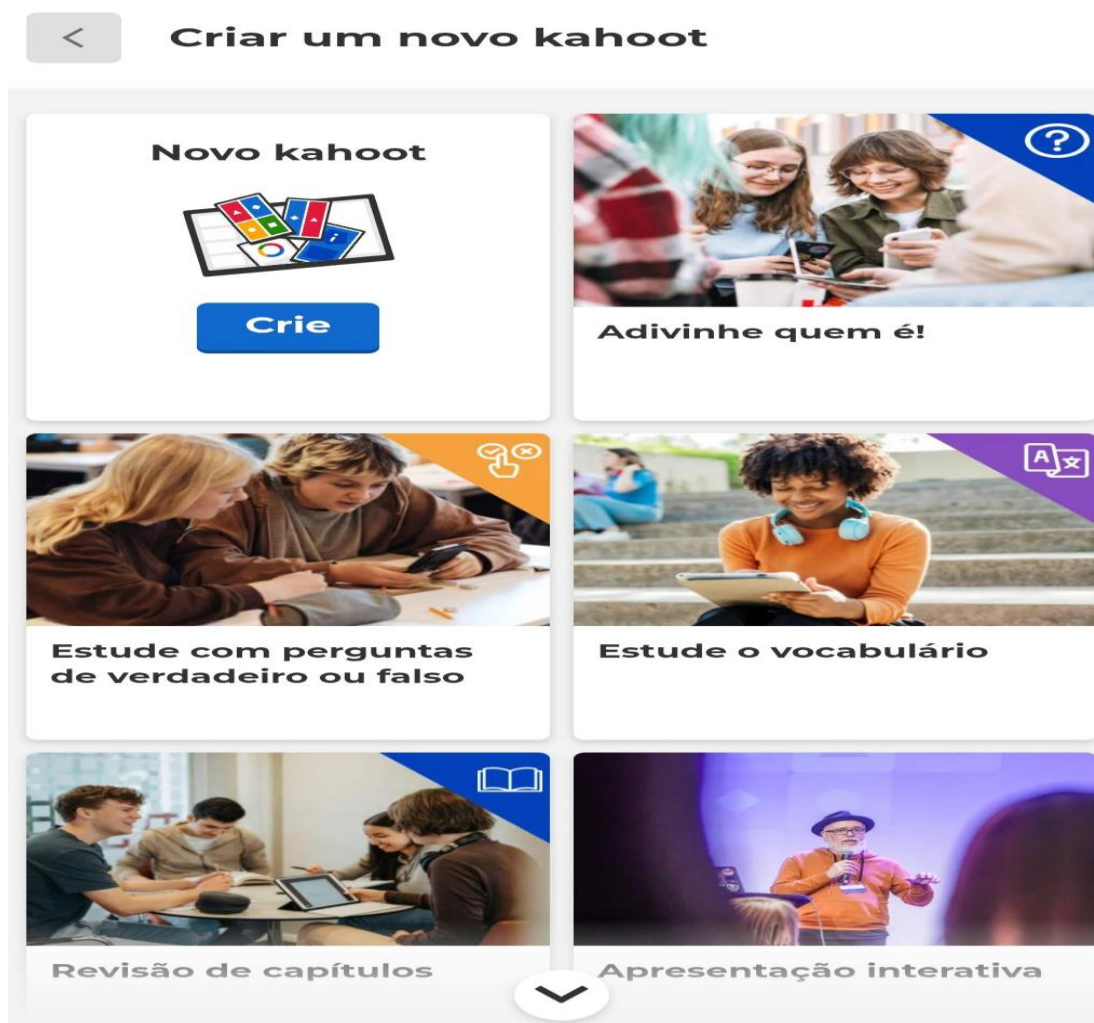 Criar um novo kahoot
Novo kahoot
Crie
Adivinhe quem é!
Estude com perguntas
de verdadeiro ou falso
Estude o vocabulário
Revisão de capítulos
Apresentação interativa